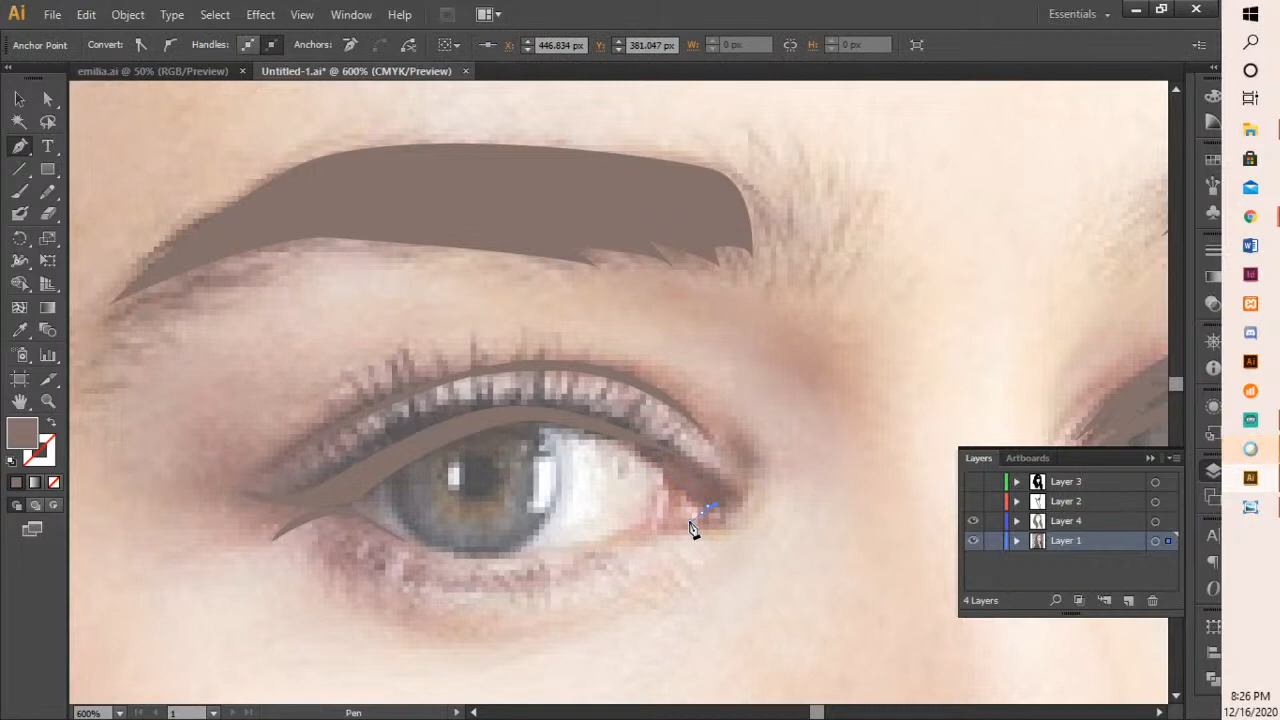 Ai File Edit Object Type Select Effect View Window Help Essentials
Anchor Point Convert: Handles: Anchors: X: 446.834 px Y: 381.047 px W: 0 px H: 0 px
emilia.ai @ 50% (RGB/Preview) × Untitled-1.ai* @ 600% (CMYK/Preview) ×
Layers Artboards
Layer 3
Layer 2
Layer 4
Layer 1
4 Layers
600% 1 Pen
8:26 PM
12/16/2020